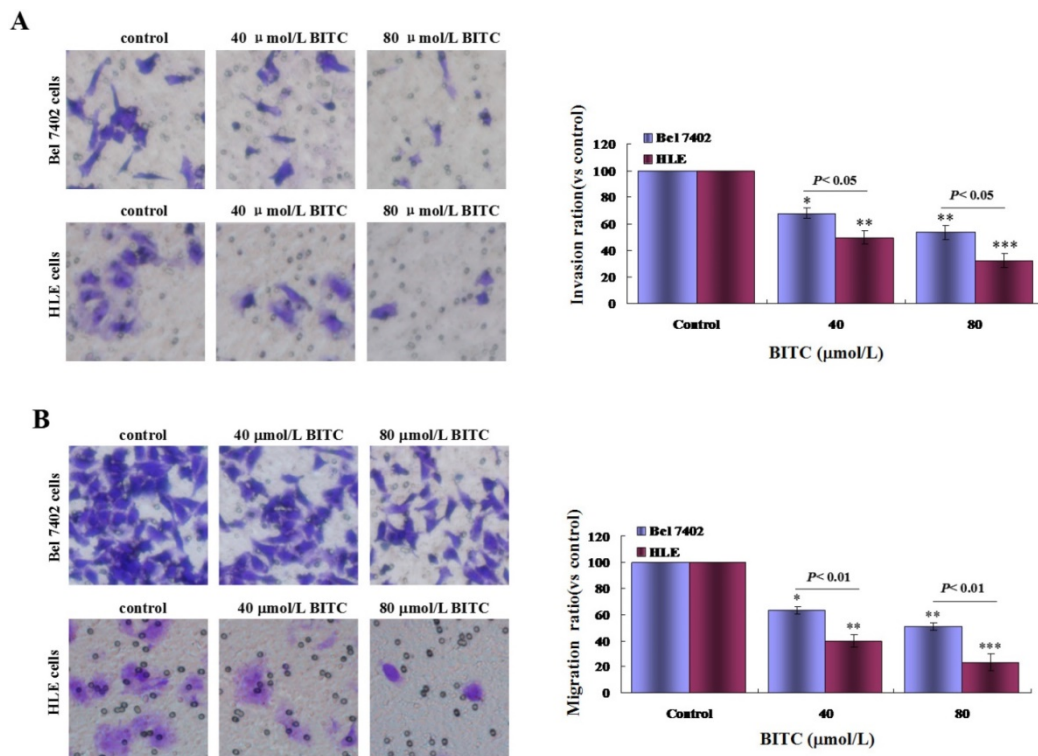 A
control
40 μ mol/L BITC
80 μ mol/L BITC
Bel 7402 cells
control
40 μ mol/L BITC
80 μ mol/L BITC
HLE cells
Invasion ration(vs control)
Bel 7402
HLE
120
100
80
60
40
20
0
P< 0.05
P< 0.05
*
**
**
***
Control
40
80
BITC (μmol/L)
B
control
40 μmol/L BITC
80 μmol/L BITC
Bel 7402 cells
control
40 μmol/L BITC
80 μmol/L BITC
HLE cells
Migration ratio(vs control)
Bel 7402
HLE
120
100
80
60
40
20
0
P< 0.01
P< 0.01
*
**
**
***
Control
40
80
BITC (μmol/L)